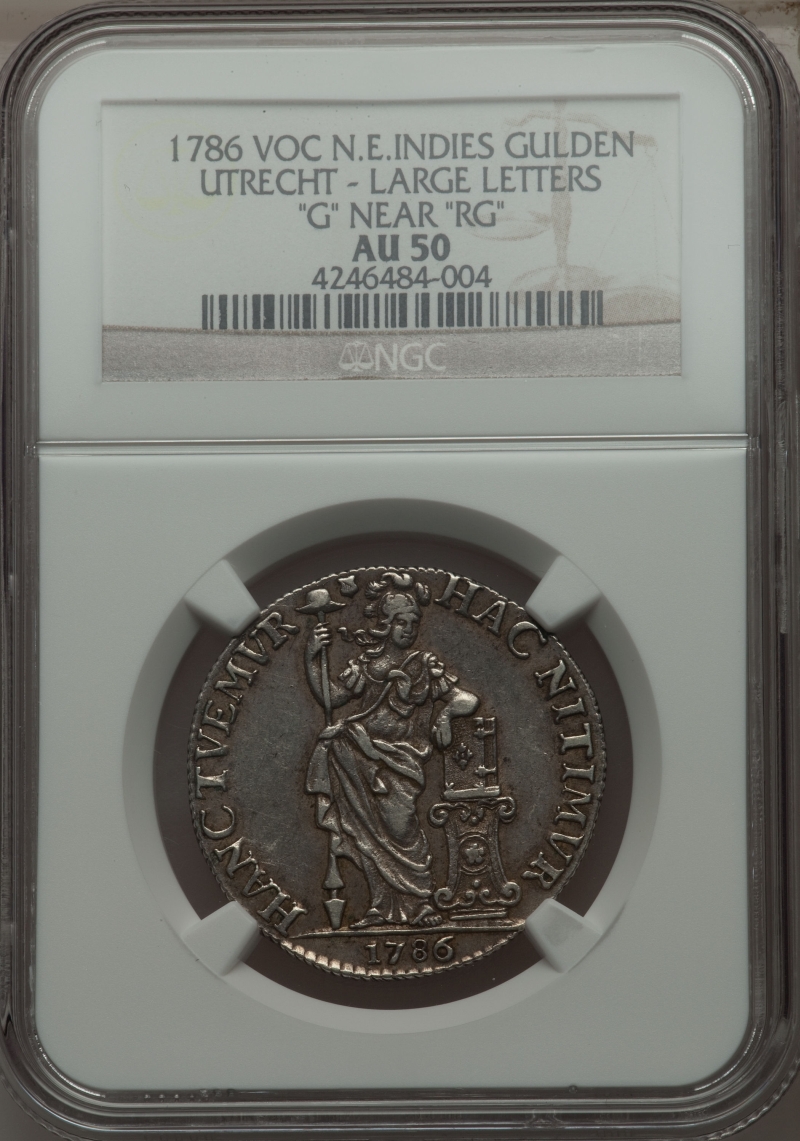 1786 VOC N.E.INDIES GULDEN
UTRECHT - LARGE LETTERS
"G" NEAR "RG"
AU 50
4246484-004
NGC
HANC TVEMVR HAC NITIMVR
1786